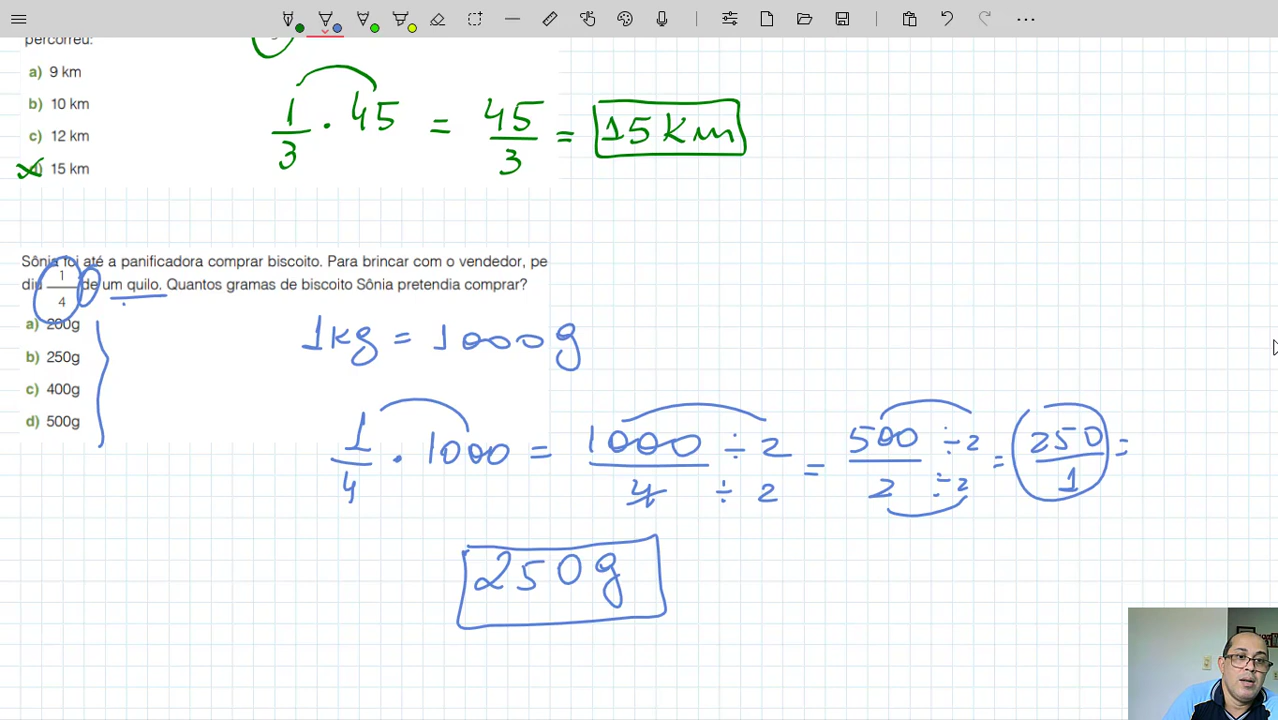 percorreu:
a) 9 km
b) 10 km
c) 12 km
d) 15 km
1/3 . 45 = 45/3 = 15 Km
Sônia foi até a panificadora comprar biscoito. Para brincar com o vendedor, pe
diu 1/4 de um quilo. Quantos gramas de biscoito Sônia pretendia comprar?
a) 200g
b) 250g
c) 400g
d) 500g
1kg = 1000g
1/4 . 1000 = 1000/4 ÷ 2 / ÷ 2 = 500/2 ÷ 2 / ÷ 2 = 250/1 =
250g